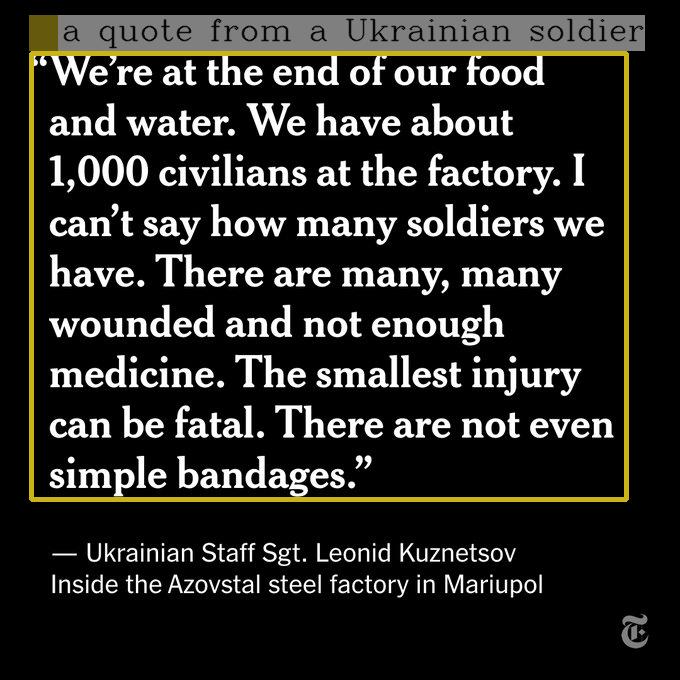 a quote from a Ukrainian soldier
“We’re at the end of our food
and water. We have about
1,000 civilians at the factory. I
can’t say how many soldiers we
have. There are many, many
wounded and not enough
medicine. The smallest injury
can be fatal. There are not even
simple bandages.”
— Ukrainian Staff Sgt. Leonid Kuznetsov
Inside the Azovstal steel factory in Mariupol
T